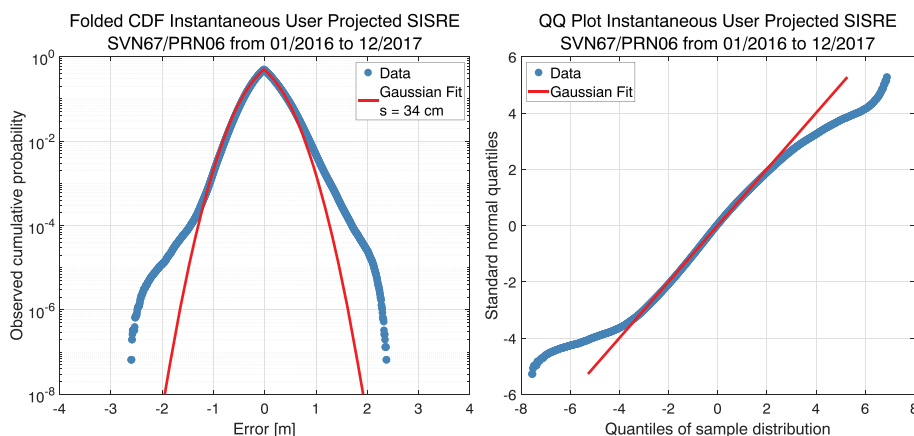 Folded CDF Instantaneous User Projected SISRE
SVN67/PRN06 from 01/2016 to 12/2017
Observed cumulative probability
10^0
10^-2
10^-4
10^-6
10^-8
Data
Gaussian Fit
s = 34 cm
-4 -3 -2 -1 0 1 2 3 4
Error [m]
QQ Plot Instantaneous User Projected SISRE
SVN67/PRN06 from 01/2016 to 12/2017
Standard normal quantiles
6
4
2
0
-2
-4
-6
Data
Gaussian Fit
-8 -6 -4 -2 0 2 4 6 8
Quantiles of sample distribution